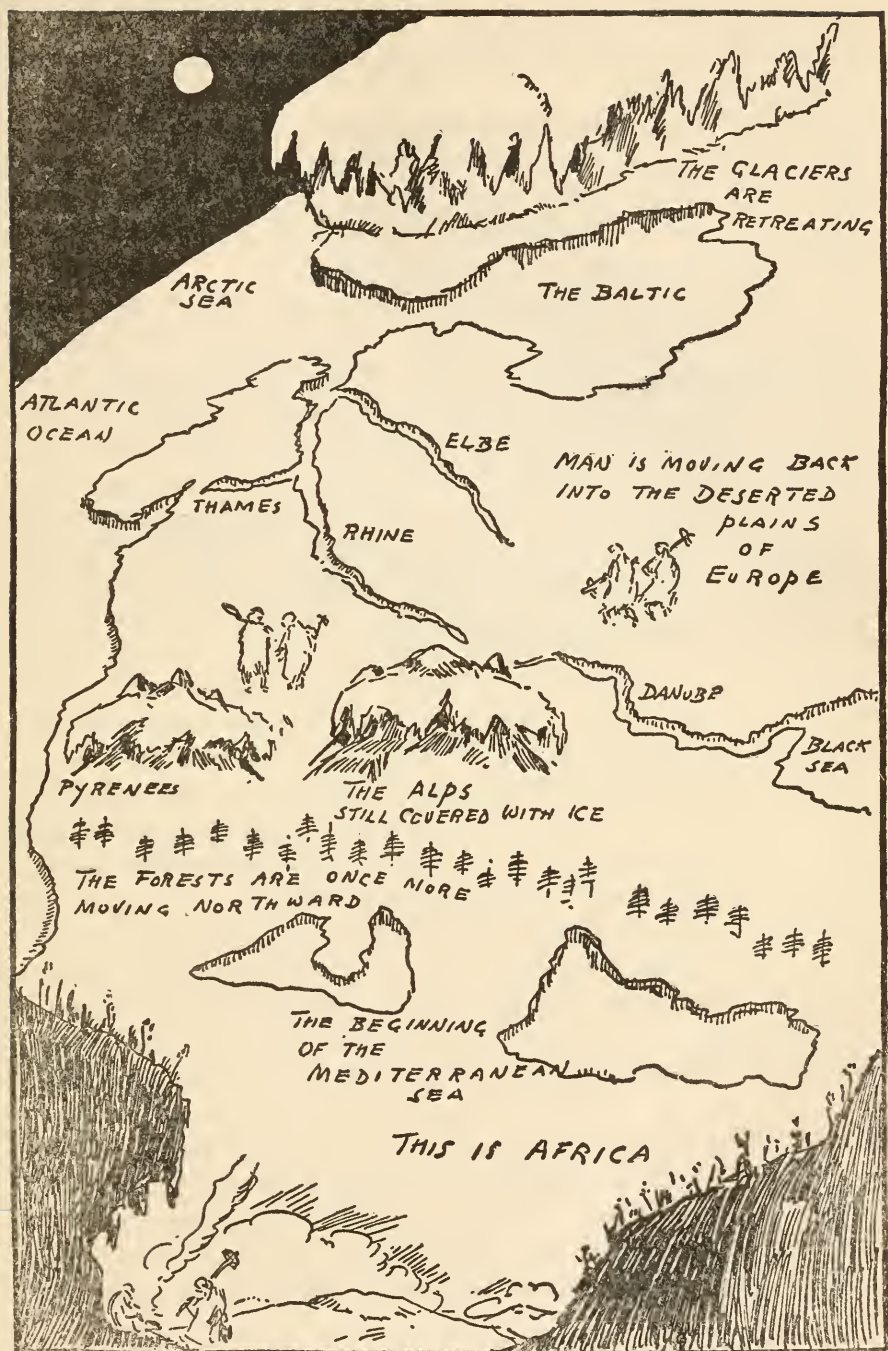 THE GLACIERS
ARE
RETREATING
ARCTIC
SEA
THE BALTIC
ATLANTIC
OCEAN
ELBE
MAN IS MOVING BACK
INTO THE DESERTED
PLAINS
OF
EUROPE
THAMES
RHINE
DANUBE
BLACK
SEA
PYRENEES
THE ALPS
STILL COVERED WITH ICE
THE FORESTS ARE ONCE MORE
MOVING NORTHWARD
THE BEGINNING
OF THE
MEDITERRANEAN
SEA
THIS IS AFRICA